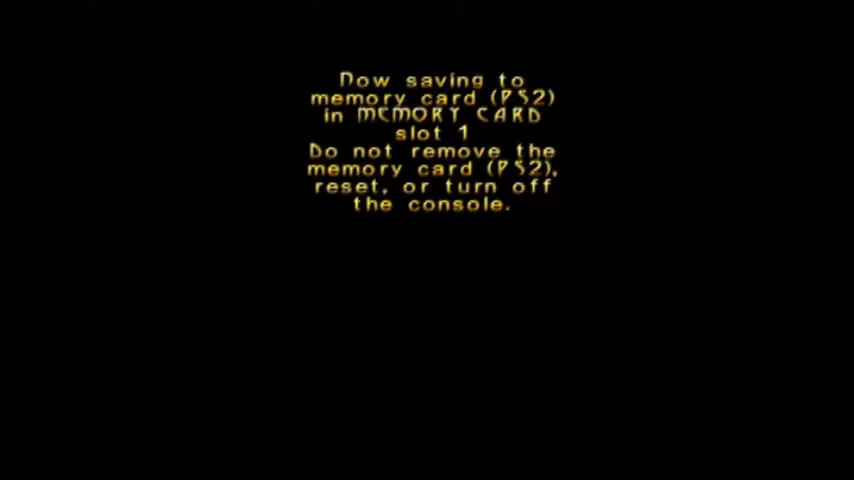 Now saving to
memory card (PS2)
in MEMORY CARD
slot 1
Do not remove the
memory card (PS2),
reset, or turn off
the console.